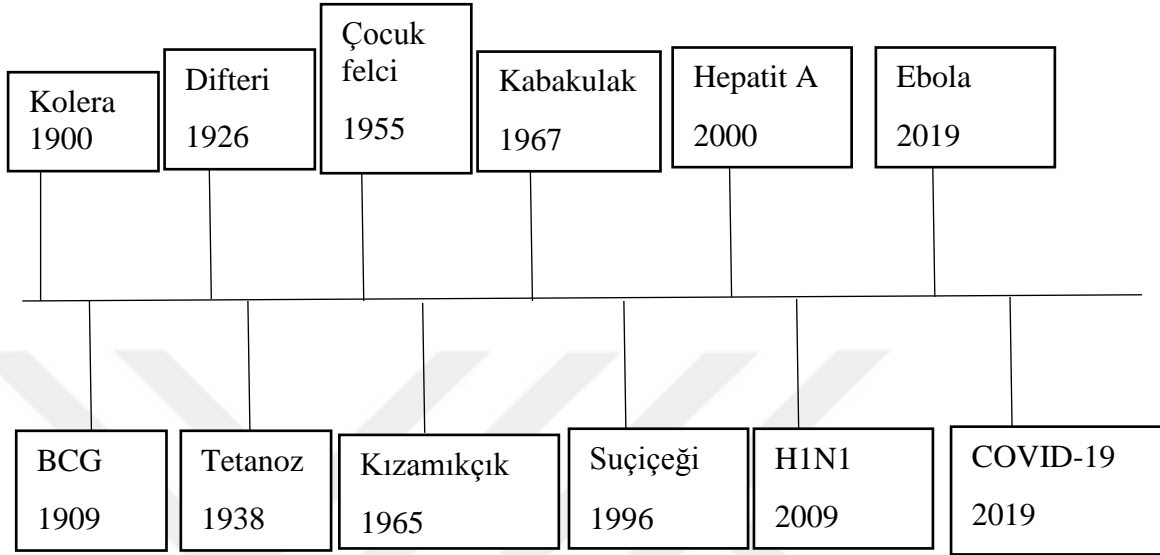 Kolera
1900
Difteri
1926
Çocuk
felci
1955
Kabakulak
1967
Hepatit A
2000
Ebola
2019
BCG
1909
Tetanoz
1938
Kızamıkçık
1965
Suçiçeği
1996
H1N1
2009
COVID-19
2019